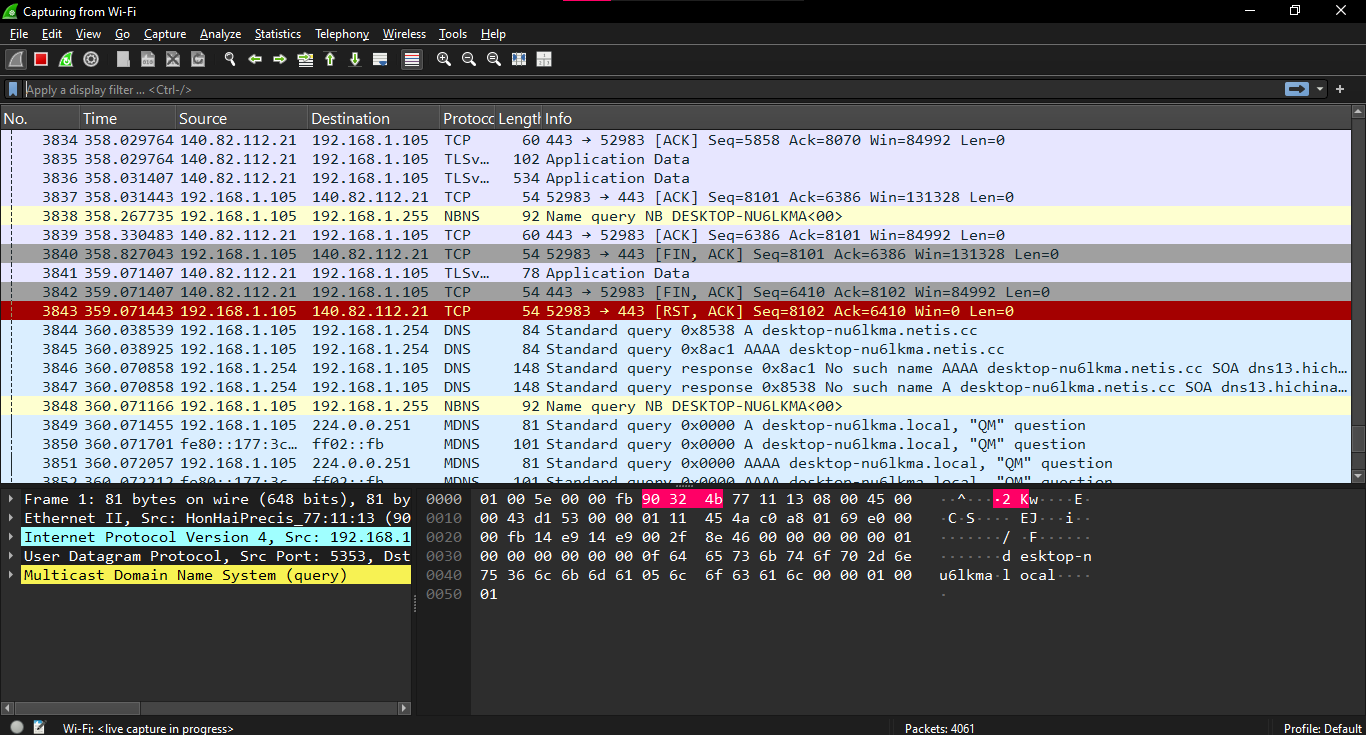 Capturing from Wi-Fi
File Edit View Go Capture Analyze Statistics Telephony Wireless Tools Help
Apply a display filter ... <Ctrl-/>
No. Time Source Destination Protoco Length Info
3834 358.029764 140.82.112.21 192.168.1.105 TCP 60 443 → 52983 [ACK] Seq=5858 Ack=8070 Win=84992 Len=0
3835 358.029764 140.82.112.21 192.168.1.105 TLSv… 102 Application Data
3836 358.031407 140.82.112.21 192.168.1.105 TLSv… 534 Application Data
3837 358.031443 192.168.1.105 140.82.112.21 TCP 54 52983 → 443 [ACK] Seq=8101 Ack=6386 Win=131328 Len=0
3838 358.267735 192.168.1.105 192.168.1.255 NBNS 92 Name query NB DESKTOP-NU6LKMA<00>
3839 358.330483 140.82.112.21 192.168.1.105 TCP 60 443 → 52983 [ACK] Seq=6386 Ack=8101 Win=84992 Len=0
3840 358.827043 192.168.1.105 140.82.112.21 TCP 54 52983 → 443 [FIN, ACK] Seq=8101 Ack=6386 Win=131328 Len=0
3841 359.071407 140.82.112.21 192.168.1.105 TLSv… 78 Application Data
3842 359.071407 140.82.112.21 192.168.1.105 TCP 54 443 → 52983 [FIN, ACK] Seq=6410 Ack=8102 Win=84992 Len=0
3843 359.071443 192.168.1.105 140.82.112.21 TCP 54 52983 → 443 [RST, ACK] Seq=8102 Ack=6410 Win=0 Len=0
3844 360.038539 192.168.1.105 192.168.1.254 DNS 84 Standard query 0x8538 A desktop-nu6lkma.netis.cc
3845 360.038925 192.168.1.105 192.168.1.254 DNS 84 Standard query 0x8ac1 AAAA desktop-nu6lkma.netis.cc
3846 360.070858 192.168.1.254 192.168.1.105 DNS 148 Standard query response 0x8ac1 No such name AAAA desktop-nu6lkma.netis.cc SOA dns13.hich…
3847 360.070858 192.168.1.254 192.168.1.105 DNS 148 Standard query response 0x8538 No such name A desktop-nu6lkma.netis.cc SOA dns13.hichina…
3848 360.071166 192.168.1.105 192.168.1.255 NBNS 92 Name query NB DESKTOP-NU6LKMA<00>
3849 360.071455 192.168.1.105 224.0.0.251 MDNS 81 Standard query 0x0000 A desktop-nu6lkma.local, "QM" question
3850 360.071701 fe80::177:3c… ff02::fb MDNS 101 Standard query 0x0000 A desktop-nu6lkma.local, "QM" question
3851 360.072057 192.168.1.105 224.0.0.251 MDNS 81 Standard query 0x0000 AAAA desktop-nu6lkma.local, "QM" question
3852 360.072212 fe80::177:3c… ff02::fb MDNS 101 Standard query 0x0000 AAAA desktop-nu6lkma.local, "QM" question
Frame 1: 81 bytes on wire (648 bits), 81 by
Ethernet II, Src: HonHaiPrecis_77:11:13 (90
Internet Protocol Version 4, Src: 192.168.1
User Datagram Protocol, Src Port: 5353, Dst
Multicast Domain Name System (query)
0000 01 00 5e 00 00 fb 90 32 4b 77 11 13 08 00 45 00 ··^····2 Kw····E·
0010 00 43 d1 53 00 00 01 11 45 4a c0 a8 01 69 e0 00 ·C·S···· EJ···i··
0020 00 fb 14 e9 14 e9 00 2f 8e 46 00 00 00 00 00 01 ·······/ ·F······
0030 00 00 00 00 00 00 0f 64 65 73 6b 74 6f 70 2d 6e ·······d esktop-n
0040 75 36 6c 6b 6d 61 05 6c 6f 63 61 6c 00 00 01 00 u6lkma·l ocal····
0050 01 ·
Wi-Fi: <live capture in progress> Packets: 4061 Profile: Default